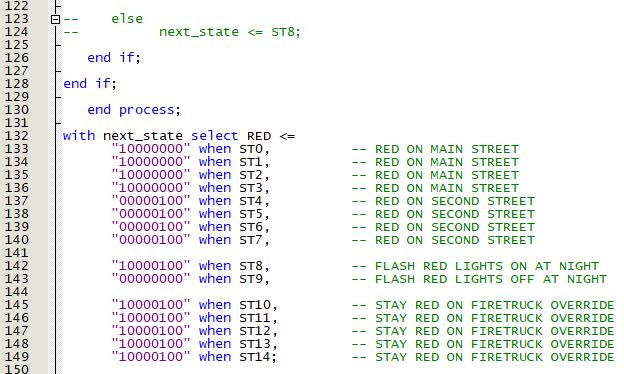 122
123 --    else
124 --          next_state <= ST8;
125
126    end if;
127
128 end if;
129
130    end process;
131
132 with next_state select RED <=
133       "10000000" when ST0,          -- RED ON MAIN STREET
134       "10000000" when ST1,          -- RED ON MAIN STREET
135       "10000000" when ST2,          -- RED ON MAIN STREET
136       "10000000" when ST3,          -- RED ON MAIN STREET
137       "00000100" when ST4,          -- RED ON SECOND STREET
138       "00000100" when ST5,          -- RED ON SECOND STREET
139       "00000100" when ST6,          -- RED ON SECOND STREET
140       "00000100" when ST7,          -- RED ON SECOND STREET
141
142       "10000100" when ST8,          -- FLASH RED LIGHTS ON AT NIGHT
143       "00000000" when ST9,          -- FLASH RED LIGHTS OFF AT NIGHT
144
145       "10000100" when ST10,         -- STAY RED ON FIRETRUCK OVERRIDE
146       "10000100" when ST11,         -- STAY RED ON FIRETRUCK OVERRIDE
147       "10000100" when ST12,         -- STAY RED ON FIRETRUCK OVERRIDE
148       "10000100" when ST13,         -- STAY RED ON FIRETRUCK OVERRIDE
149       "10000100" when ST14;         -- STAY RED ON FIRETRUCK OVERRIDE
150